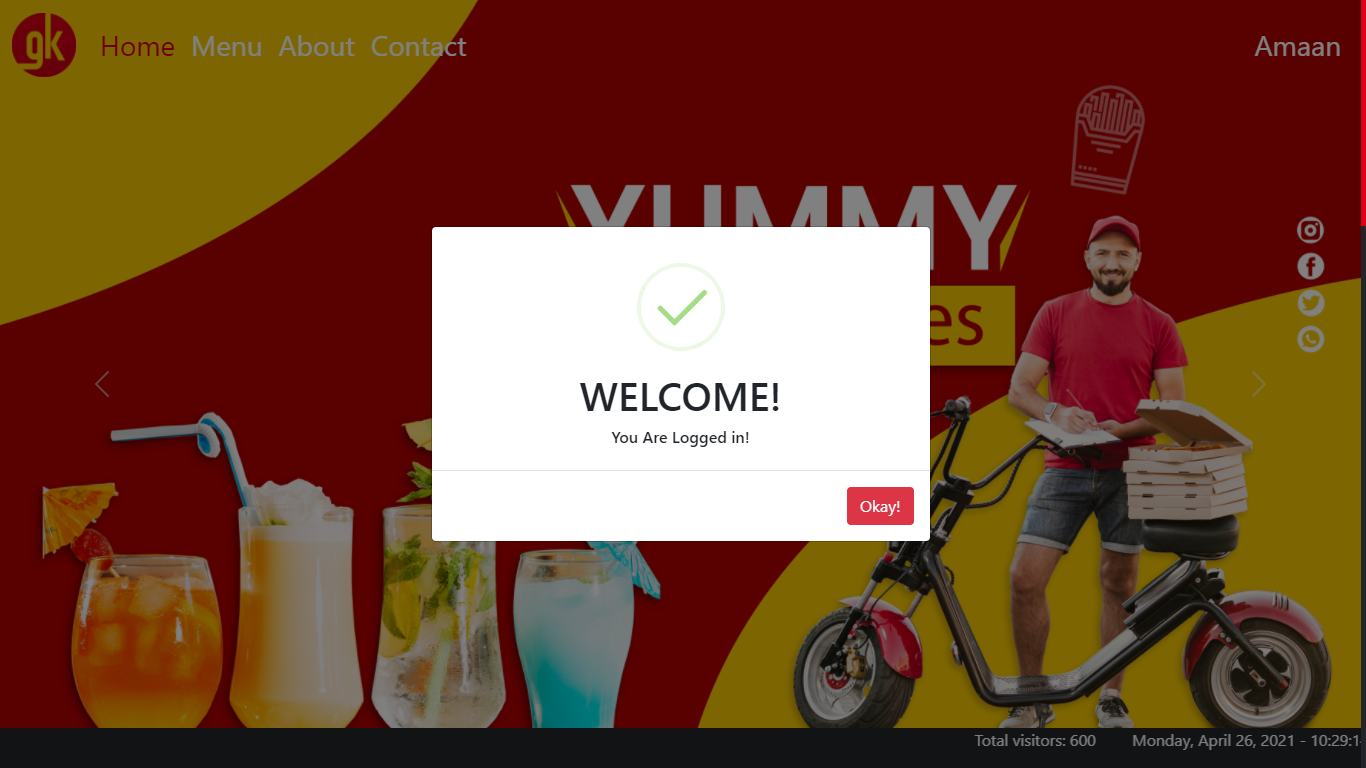 gk
Home Menu About Contact
Amaan
YUMMY
es
WELCOME!
You Are Logged in!
Okay!
Total visitors: 600
Monday, April 26, 2021 - 10:29:1